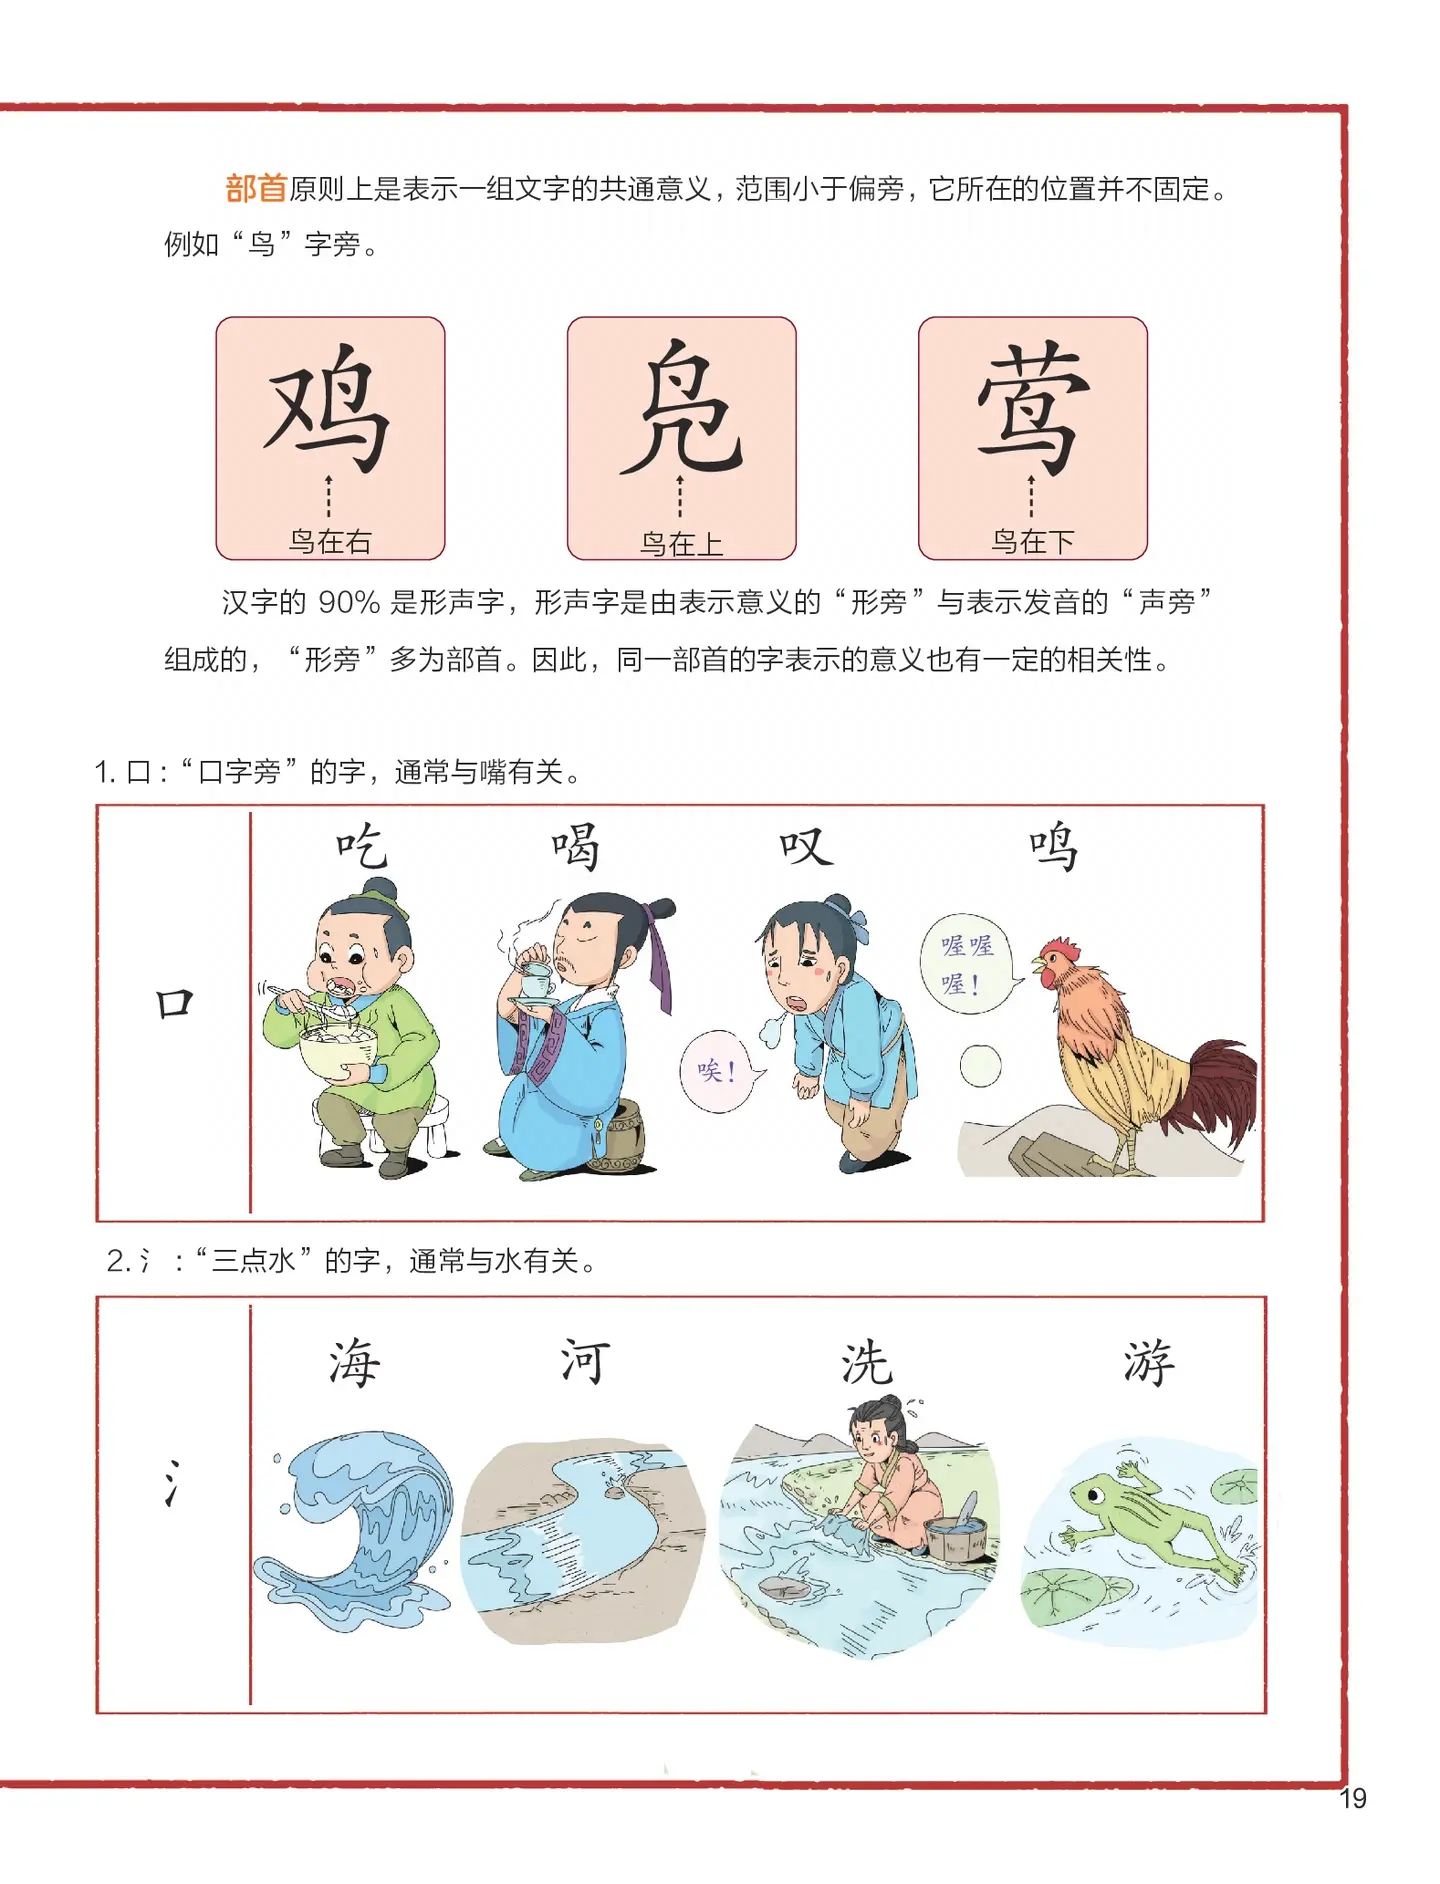 部首原则上是表示一组文字的共通意义，范围小于偏旁，它所在的位置并不固定。
例如“鸟”字旁。
鸡 凫 莺
鸟在右 鸟在上 鸟在下
汉字的 90% 是形声字，形声字是由表示意义的“形旁”与表示发音的“声旁”
组成的，“形旁”多为部首。因此，同一部首的字表示的意义也有一定的相关性。
1. 口：“口字旁”的字，通常与嘴有关。
吃 喝 叹 鸣
喔喔
喔！
口
唉！
2. 氵：“三点水”的字，通常与水有关。
海 河 洗 游
氵
19